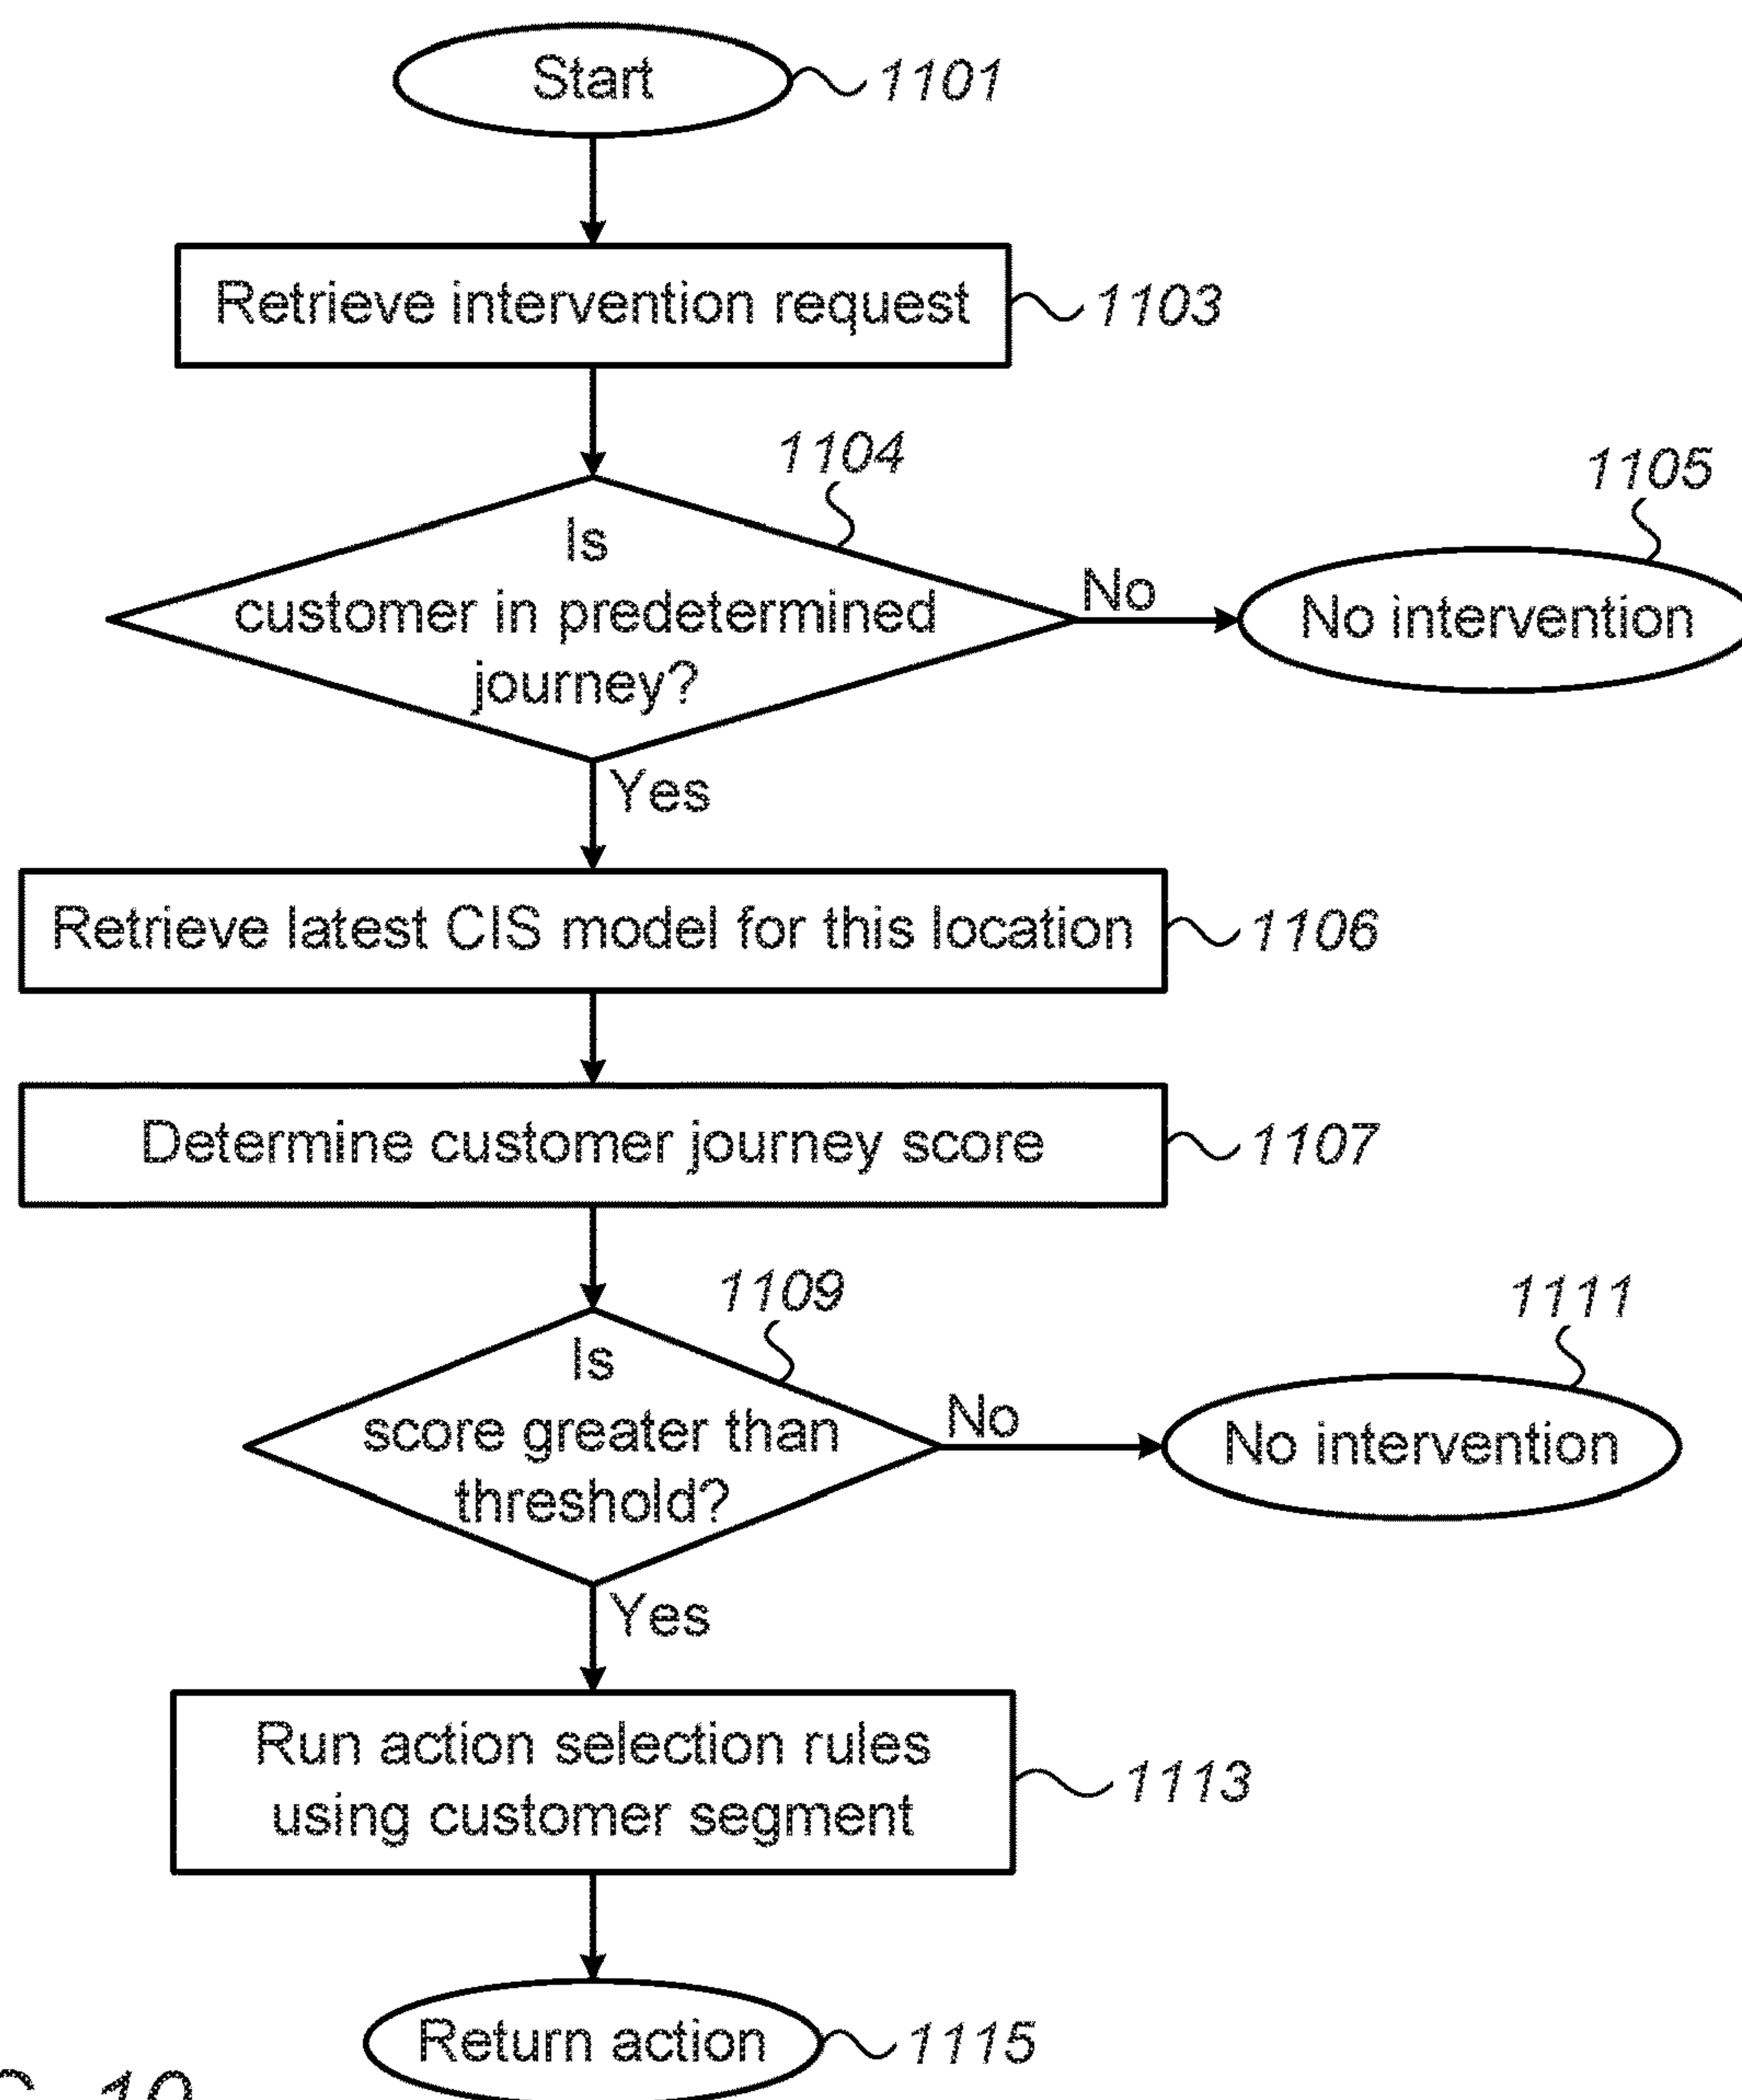 Start
1101
Retrieve intervention request
1103
1104
Is
customer in predetermined
journey?
No
1105
No intervention
Yes
Retrieve latest CIS model for this location
1106
Determine customer journey score
1107
1109
Is
score greater than
threshold?
No
1111
No intervention
Yes
Run action selection rules
using customer segment
1113
Return action
1115